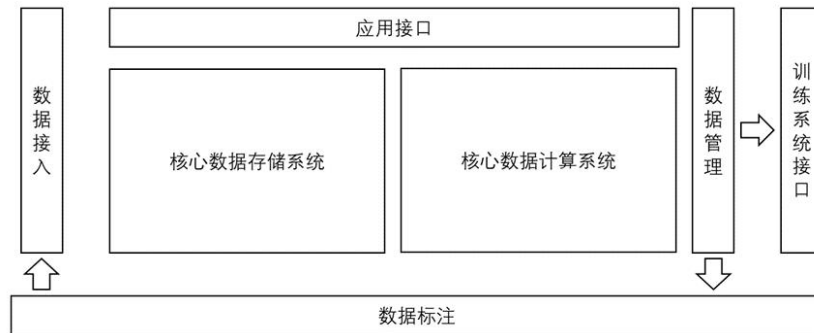 应用接口
数据接入
核心数据存储系统
核心数据计算系统
数据管理
训练系统接口
数据标注